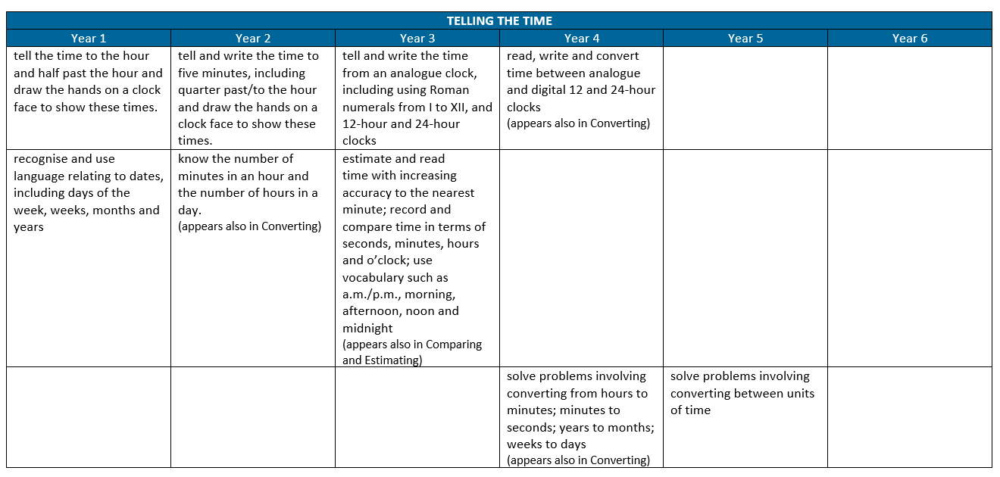 TELLING THE TIME
Year 1
Year 2
Year 3
Year 4
Year 5
Year 6
tell the time to the hour
and half past the hour and
draw the hands on a clock
face to show these times.
tell and write the time to
five minutes, including
quarter past/to the hour
and draw the hands on a
clock face to show these
times.
tell and write the time
from an analogue clock,
including using Roman
numerals from I to XII, and
12-hour and 24-hour
clocks
read, write and convert
time between analogue
and digital 12 and 24-hour
clocks
(appears also in Converting)
recognise and use
language relating to dates,
including days of the
week, weeks, months and
years
know the number of
minutes in an hour and
the number of hours in a
day.
(appears also in Converting)
estimate and read
time with increasing
accuracy to the nearest
minute; record and
compare time in terms of
seconds, minutes, hours
and o’clock; use
vocabulary such as
a.m./p.m., morning,
afternoon, noon and
midnight
(appears also in Comparing
and Estimating)
solve problems involving
converting from hours to
minutes; minutes to
seconds; years to months;
weeks to days
(appears also in Converting)
solve problems involving
converting between units
of time